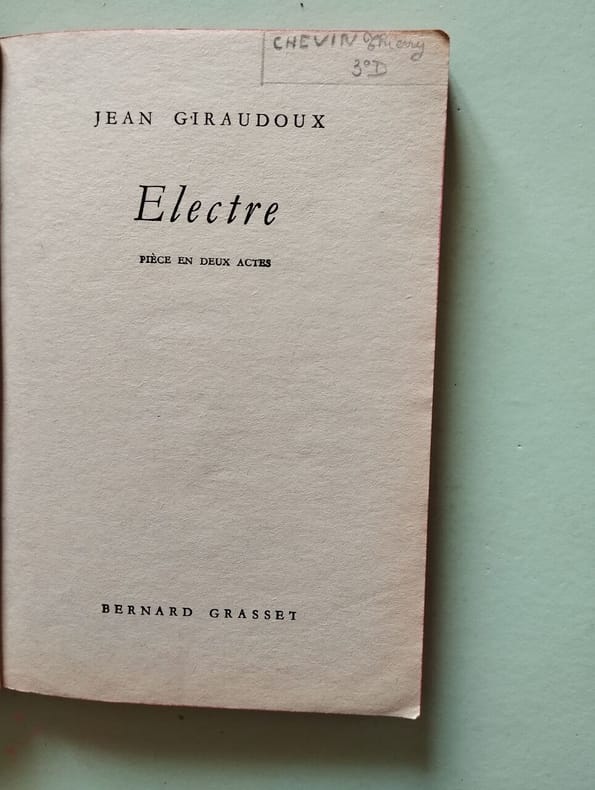 CHEVIN Thierry
3°D
JEAN GIRAUDOUX
Electre
PIÈCE EN DEUX ACTES
BERNARD GRASSET